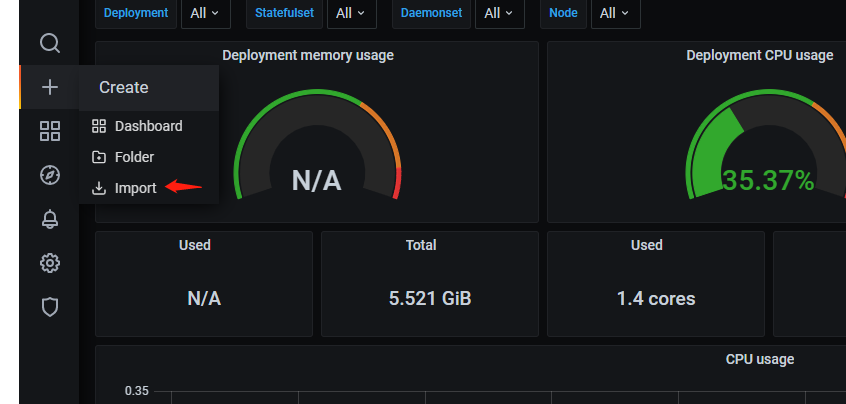 Deployment All Statefulset All Daemonset All Node All
Deployment memory usage
Deployment CPU usage
Create
Dashboard
Folder
Import
N/A
35.37%
Used
Total
Used
N/A
5.521 GiB
1.4 cores
CPU usage
0.35